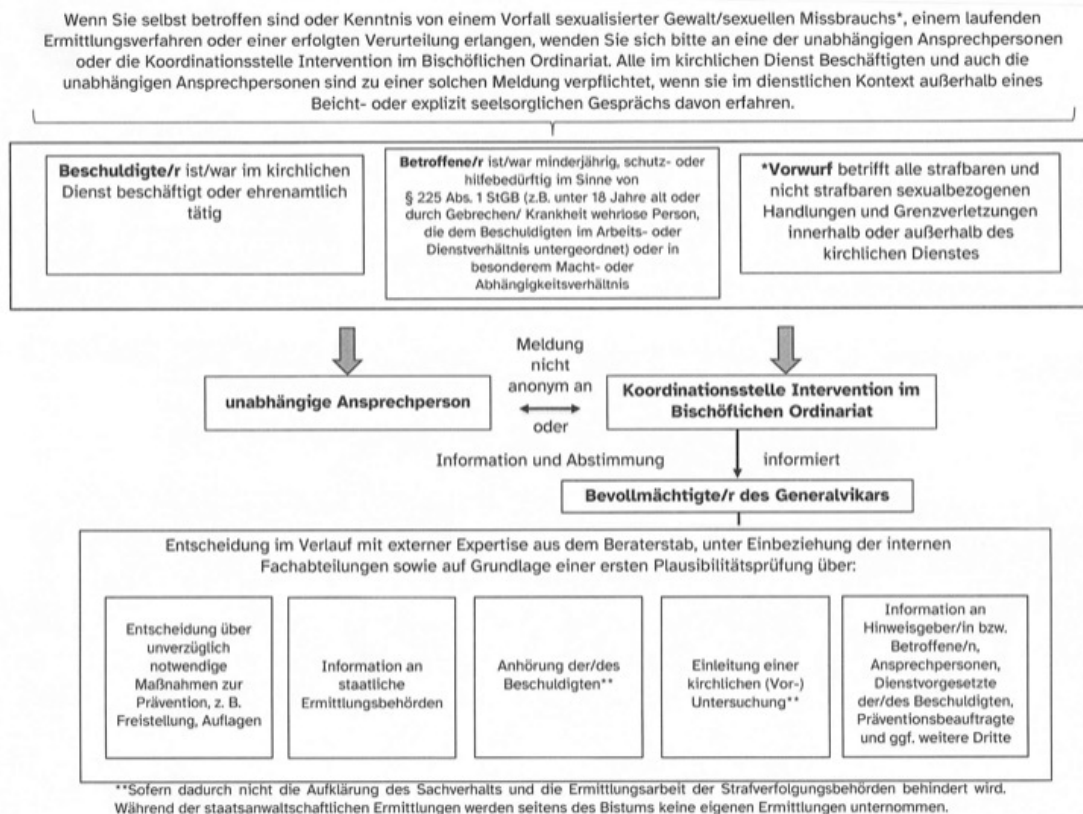 Wenn Sie selbst betroffen sind oder Kenntnis von einem Vorfall sexualisierter Gewalt/sexuellen Missbrauchs*, einem laufenden
Ermittlungsverfahren oder einer erfolgten Verurteilung erlangen, wenden Sie sich bitte an eine der unabhängigen Ansprechpersonen
oder die Koordinationsstelle Intervention im Bischöflichen Ordinariat. Alle im kirchlichen Dienst Beschäftigten und auch die
unabhängigen Ansprechpersonen sind zu einer solchen Meldung verpflichtet, wenn sie im dienstlichen Kontext außerhalb eines
Beicht- oder explizit seelsorglichen Gesprächs davon erfahren.
Beschuldigte/r ist/war im kirchlichen
Dienst beschäftigt oder ehrenamtlich
tätig
Betroffene/r ist/war minderjährig, schutz- oder
hilfebedürftig im Sinne von
§ 225 Abs. 1 StGB (z.B. unter 18 Jahre alt oder
durch Gebrechen/ Krankheit wehrlose Person,
die dem Beschuldigten im Arbeits- oder
Dienstverhältnis untergeordnet) oder in
besonderem Macht- oder
Abhängigkeitsverhältnis
*Vorwurf betrifft alle strafbaren und
nicht strafbaren sexualbezogenen
Handlungen und Grenzverletzungen
innerhalb oder außerhalb des
kirchlichen Dienstes
unabhängige Ansprechperson
Meldung
nicht
anonym an
oder
Koordinationsstelle Intervention im
Bischöflichen Ordinariat
Information und Abstimmung
informiert
Bevollmächtigte/r des Generalvikars
Entscheidung im Verlauf mit externer Expertise aus dem Beraterstab, unter Einbeziehung der internen
Fachabteilungen sowie auf Grundlage einer ersten Plausibilitätsprüfung über:
Entscheidung über
unverzüglich
notwendige
Maßnahmen zur
Prävention, z. B.
Freistellung, Auflagen
Information an
staatliche
Ermittlungsbehörden
Anhörung der/des
Beschuldigten**
Einleitung einer
kirchlichen (Vor-)
Untersuchung**
Information an
Hinweisgeber/in bzw.
Betroffene/n,
Ansprechpersonen,
Dienstvorgesetzte
der/des Beschuldigten,
Präventionsbeauftragte
und ggf. weitere Dritte
**Sofern dadurch nicht die Aufklärung des Sachverhalts und die Ermittlungsarbeit der Strafverfolgungsbehörden behindert wird.
Während der staatsanwaltschaftlichen Ermittlungen werden seitens des Bistums keine eigenen Ermittlungen unternommen.